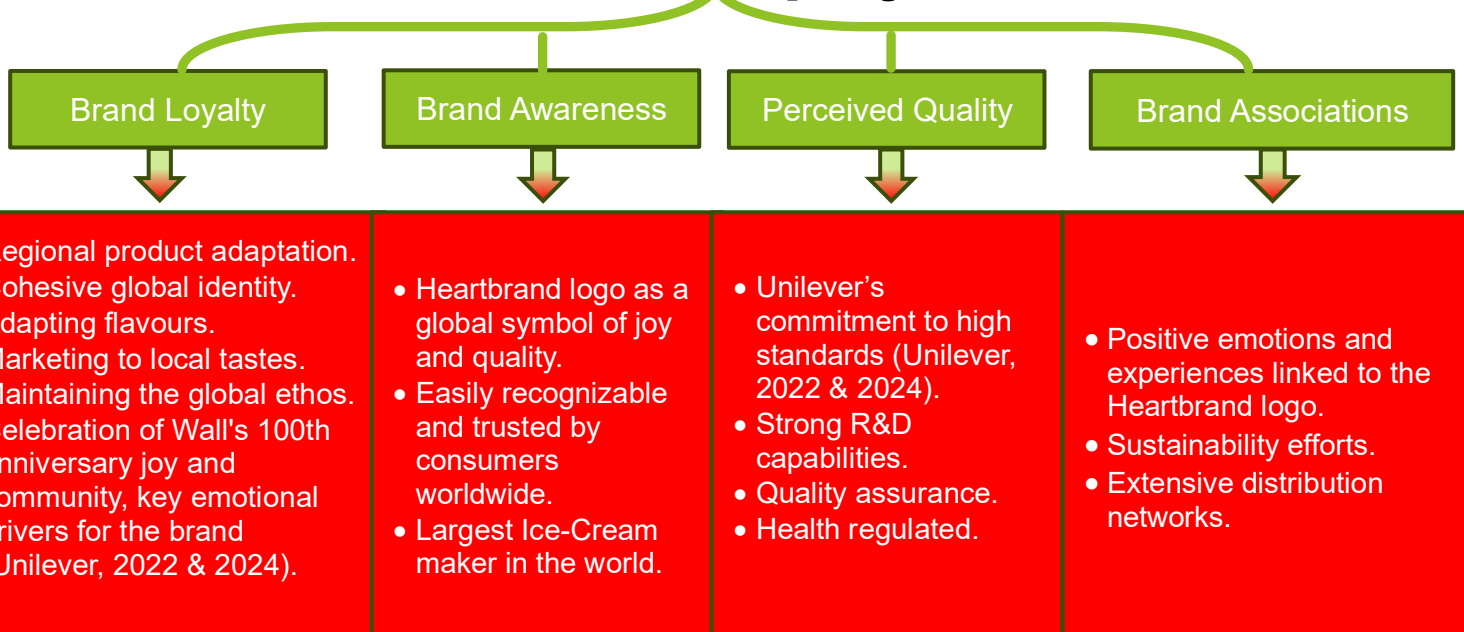 Brand Loyalty
Brand Awareness
Perceived Quality
Brand Associations
egional product adaptation.
ohesive global identity.
dapting flavours.
arketing to local tastes.
aintaining the global ethos.
elebration of Wall's 100th
nniversary joy and
ommunity, key emotional
rivers for the brand
Unilever, 2022 & 2024).
• Heartbrand logo as a
global symbol of joy
and quality.
• Easily recognizable
and trusted by
consumers
worldwide.
• Largest Ice-Cream
maker in the world.
• Unilever’s
commitment to high
standards (Unilever,
2022 & 2024).
• Strong R&D
capabilities.
• Quality assurance.
• Health regulated.
• Positive emotions and
experiences linked to the
Heartbrand logo.
• Sustainability efforts.
• Extensive distribution
networks.